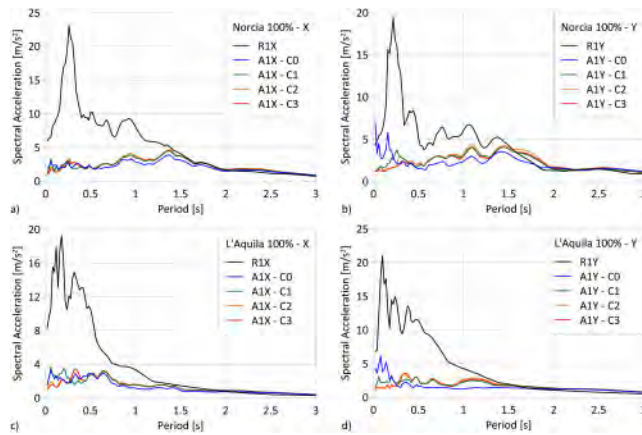 Norcia 100% - X
R1X
A1X - C0
A1X - C1
A1X - C2
A1X - C3
Spectral Acceleration [m/s²]
25
20
15
10
5
0
0 0.5 1 1.5 2 2.5 3
Period [s]
a)
Norcia 100% - Y
R1Y
A1Y - C0
A1Y - C1
A1Y - C2
A1Y - C3
Spectral Acceleration [m/s²]
20
15
10
5
0
0 0.5 1 1.5 2 2.5 3
Period [s]
b)
L'Aquila 100% - X
R1X
A1X - C0
A1X - C1
A1X - C2
A1X - C3
Spectral Acceleration [m/s²]
20
16
12
8
4
0
0 0.5 1 1.5 2 2.5 3
Period [s]
c)
L'Aquila 100% - Y
R1Y
A1Y - C0
A1Y - C1
A1Y - C2
A1Y - C3
Spectral Acceleration [m/s²]
25
20
15
10
5
0
0 0.5 1 1.5 2 2.5 3
Period [s]
d)